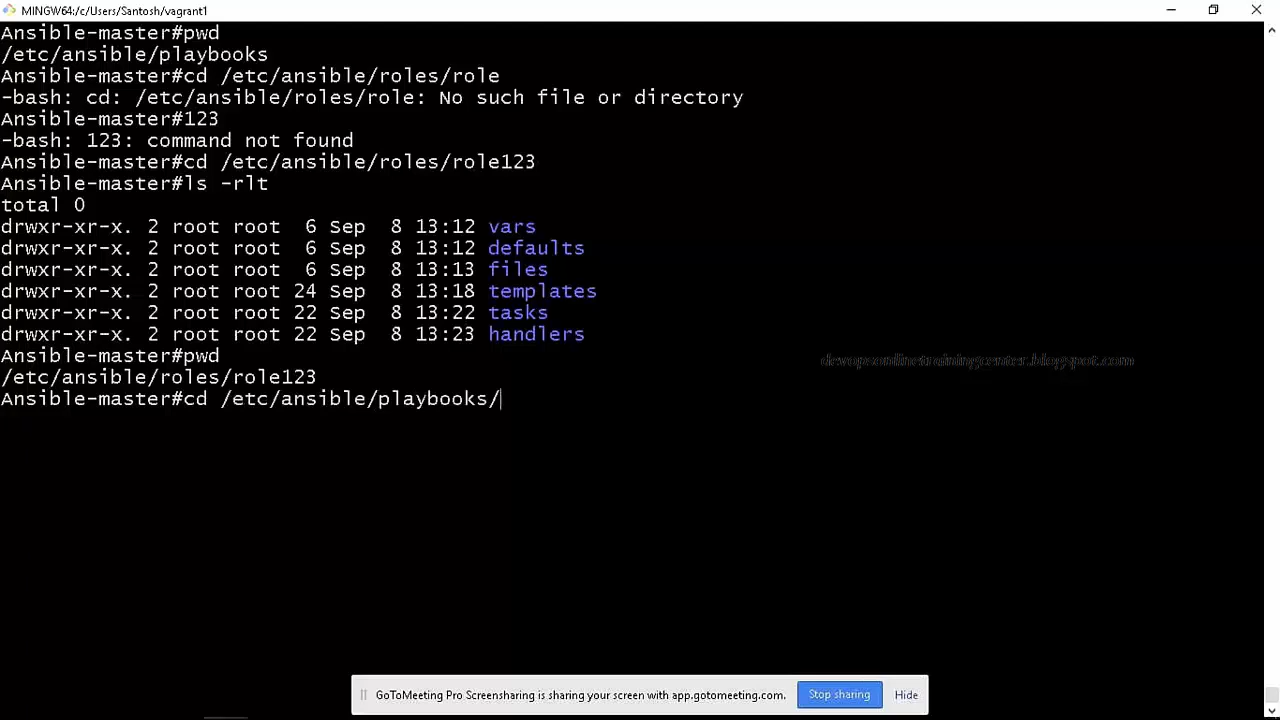 MINGW64:/c/Users/Santosh/vagrant1
Ansible-master#pwd
/etc/ansible/playbooks
Ansible-master#cd /etc/ansible/roles/role
-bash: cd: /etc/ansible/roles/role: No such file or directory
Ansible-master#123
-bash: 123: command not found
Ansible-master#cd /etc/ansible/roles/role123
Ansible-master#ls -rlt
total 0
drwxr-xr-x. 2 root root  6 Sep  8 13:12 vars
drwxr-xr-x. 2 root root  6 Sep  8 13:12 defaults
drwxr-xr-x. 2 root root  6 Sep  8 13:13 files
drwxr-xr-x. 2 root root 24 Sep  8 13:18 templates
drwxr-xr-x. 2 root root 22 Sep  8 13:22 tasks
drwxr-xr-x. 2 root root 22 Sep  8 13:23 handlers
Ansible-master#pwd
devopsonlinetrainingcenter.blogspot.com
/etc/ansible/roles/role123
Ansible-master#cd /etc/ansible/playbooks/
GoToMeeting Pro Screensharing is sharing your screen with app.gotomeeting.com.
Stop sharing
Hide